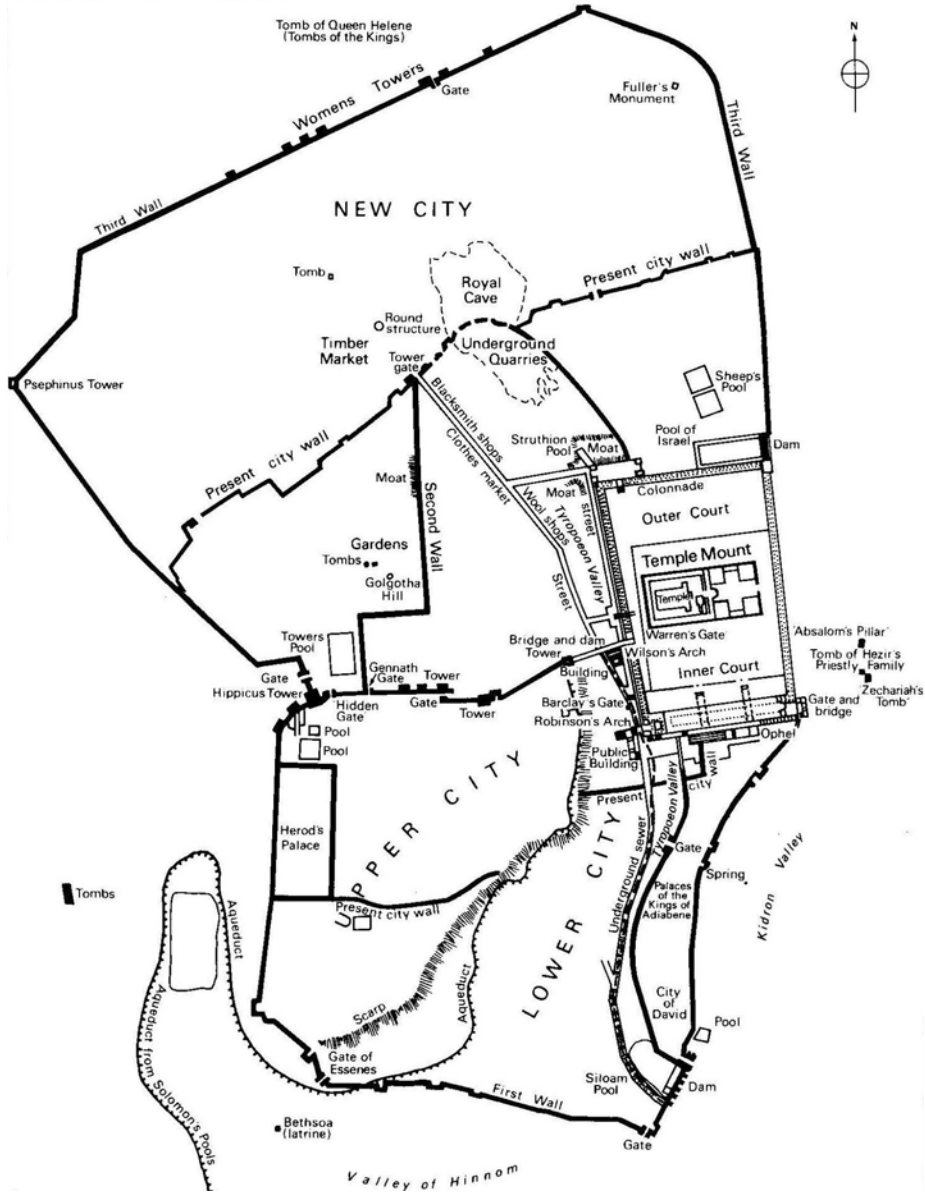 Tomb of Queen Helene
(Tombs of the Kings)
N
Womens Towers
Gate
Fuller's
Monument
Third Wall
Third Wall
NEW CITY
Present city wall
Tomb
Royal
Cave
Round
structure
Timber
Market
Underground
Quarries
Tower
gate
Psephinus Tower
Sheep's
Pool
Blacksmith shops
Clothes market
Struthion
Pool
Moat
Pool of
Israel
Dam
Present city wall
Moat
Second Wall
Moat
Colonnade
Wool shops
street
Tyropoeon Valley
Outer Court
Gardens
Tombs
Golgotha
Hill
Street
Temple Mount
Temple
Towers
Pool
Bridge and dam
Tower
Warren's Gate
Wilson's Arch
'Absalom's Pillar'
Tomb of Hezir's
Priestly Family
Zechariah's
Tomb'
Gate
Gennath
Gate
Tower
Building
Inner Court
Hippicus Tower
Hidden
Gate
Gate
Tower
Barclay's Gate
Gate and
bridge
Robinson's Arch
Ophel
Pool
Pool
Public
Building
UPPER CITY
Present
city wall
Tyropoeon Valley
Herod's
Palace
LOWER CITY
Underground sewer
Gate
Spring
Kidron Valley
Palaces
of the
Kings of
Adiabene
Tombs
Aqueduct
Present city wall
Aqueduct
Scarp
City
of
David
Pool
Aqueduct from Solomon's Pools
Gate of
Essenes
Siloam
Pool
Dam
First Wall
Bethsoa
(latrine)
Gate
Valley of Hinnom